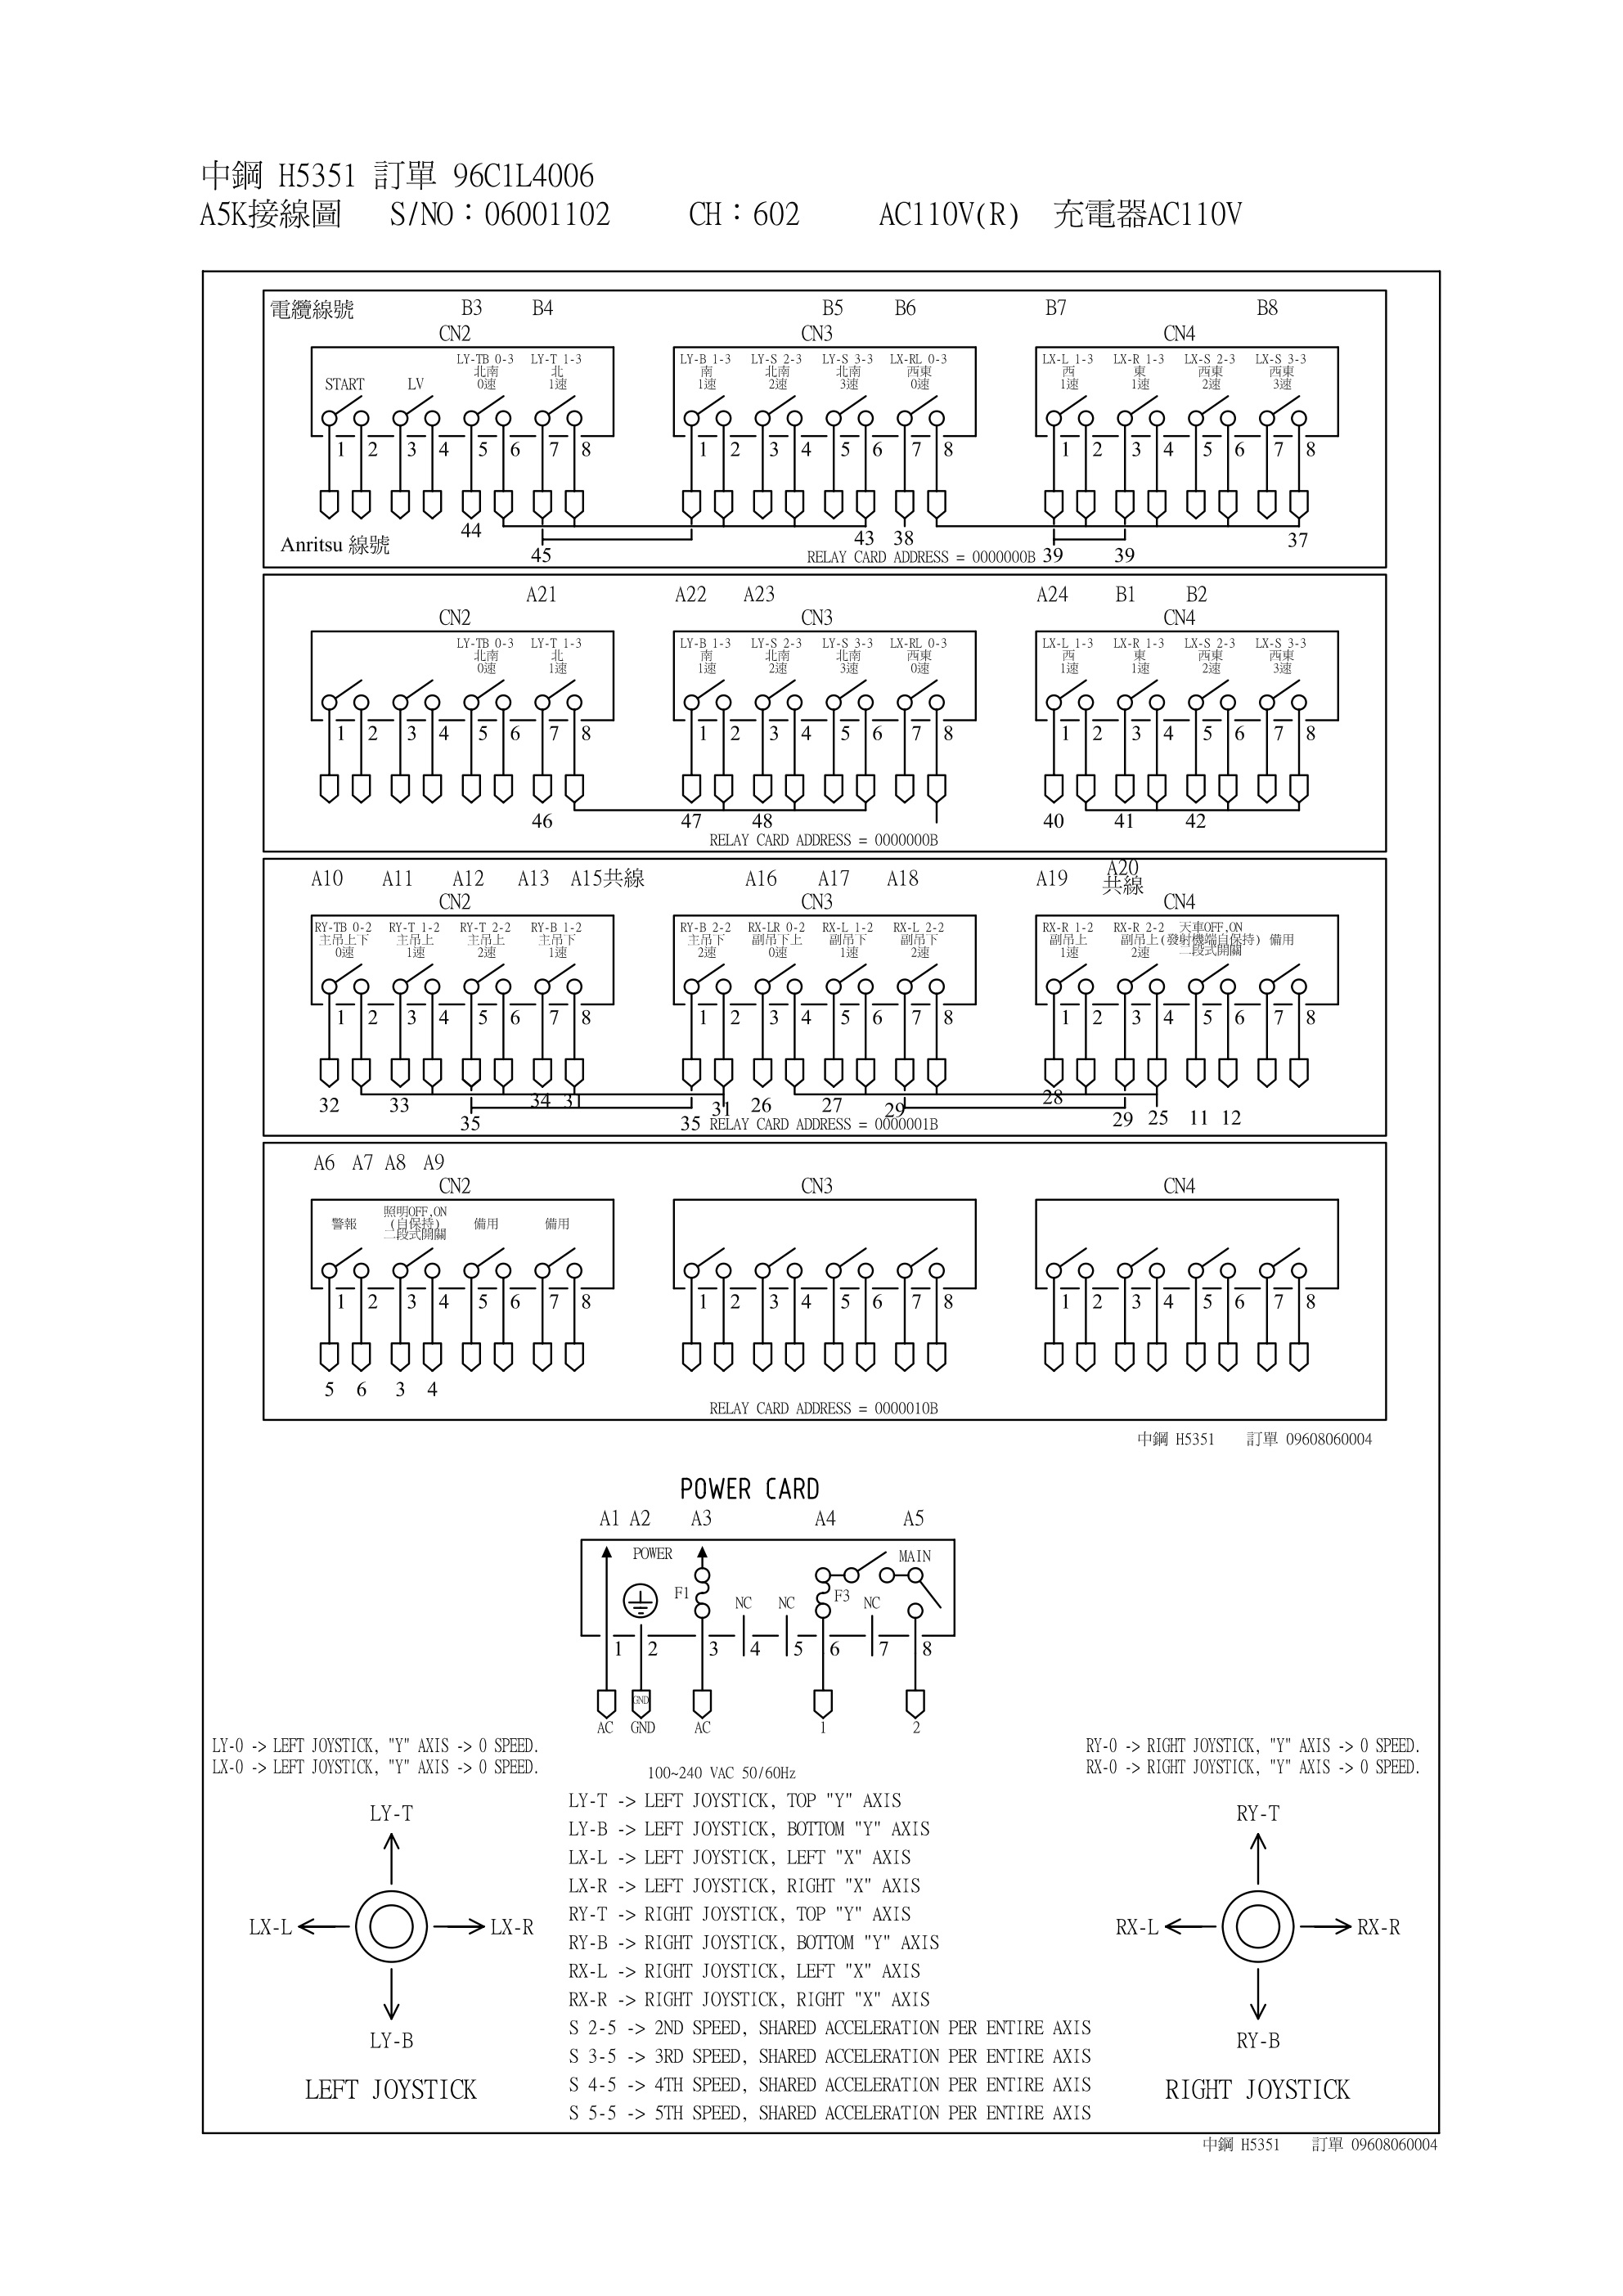 中鋼 H5351 訂單 96C1L4006
A5K接線圖 S/NO：06001102 CH：602 AC110V(R) 充電器AC110V
電纜線號 B3 B4 B5 B6 B7 B8
CN2 CN3 CN4
START LV LY-TB 0-3 北南 0速 LY-T 1-3 北 1速
LY-B 1-3 南 1速 LY-S 2-3 北南 2速 LY-S 3-3 北南 3速 LX-RL 0-3 西東 0速
LX-L 1-3 西 1速 LX-R 1-3 東 1速 LX-S 2-3 西東 2速 LX-S 3-3 西東 3速
1 2 3 4 5 6 7 8 1 2 3 4 5 6 7 8 1 2 3 4 5 6 7 8
44 43 38 37
Anritsu 線號 45 RELAY CARD ADDRESS = 0000000B 39 39
A21 A22 A23 A24 B1 B2
CN2 CN3 CN4
LY-TB 0-3 北南 0速 LY-T 1-3 北 1速
LY-B 1-3 南 1速 LY-S 2-3 北南 2速 LY-S 3-3 北南 3速 LX-RL 0-3 西東 0速
LX-L 1-3 西 1速 LX-R 1-3 東 1速 LX-S 2-3 西東 2速 LX-S 3-3 西東 3速
1 2 3 4 5 6 7 8 1 2 3 4 5 6 7 8 1 2 3 4 5 6 7 8
46 47 48 40 41 42
RELAY CARD ADDRESS = 0000000B
A10 A11 A12 A13 A15共線 A16 A17 A18 A19 A20 共線
CN2 CN3 CN4
RY-TB 0-2 主吊上下 0速 RY-T 1-2 主吊上 1速 RY-T 2-2 主吊上 2速 RY-B 1-2 主吊下 1速
RY-B 2-2 主吊下 2速 RX-LR 0-2 副吊下上 0速 RX-L 1-2 副吊下 1速 RX-L 2-2 副吊下 2速
RX-R 1-2 副吊上 1速 RX-R 2-2 副吊上 2速 天車OFF,ON (發射機端自保持) 二段式開關 備用
1 2 3 4 5 6 7 8 1 2 3 4 5 6 7 8 1 2 3 4 5 6 7 8
32 33 34 31 31 26 27 29 28
35 35 RELAY CARD ADDRESS = 0000001B 29 25 11 12
A6 A7 A8 A9
CN2 CN3 CN4
警報 照明OFF,ON (自保持) 二段式開關 備用 備用
1 2 3 4 5 6 7 8 1 2 3 4 5 6 7 8 1 2 3 4 5 6 7 8
5 6 3 4
RELAY CARD ADDRESS = 0000010B
中鋼 H5351 訂單 09608060004
POWER CARD
A1 A2 A3 A4 A5
POWER MAIN
F1 NC NC F3 NC
1 2 3 4 5 6 7 8
GND
AC GND AC 1 2
LY-0 -> LEFT JOYSTICK, "Y" AXIS -> 0 SPEED.
LX-0 -> LEFT JOYSTICK, "Y" AXIS -> 0 SPEED.
RY-0 -> RIGHT JOYSTICK, "Y" AXIS -> 0 SPEED.
RX-0 -> RIGHT JOYSTICK, "Y" AXIS -> 0 SPEED.
100~240 VAC 50/60Hz
LY-T -> LEFT JOYSTICK, TOP "Y" AXIS
LY-B -> LEFT JOYSTICK, BOTTOM "Y" AXIS
LX-L -> LEFT JOYSTICK, LEFT "X" AXIS
LX-R -> LEFT JOYSTICK, RIGHT "X" AXIS
RY-T -> RIGHT JOYSTICK, TOP "Y" AXIS
RY-B -> RIGHT JOYSTICK, BOTTOM "Y" AXIS
RX-L -> RIGHT JOYSTICK, LEFT "X" AXIS
RX-R -> RIGHT JOYSTICK, RIGHT "X" AXIS
S 2-5 -> 2ND SPEED, SHARED ACCELERATION PER ENTIRE AXIS
S 3-5 -> 3RD SPEED, SHARED ACCELERATION PER ENTIRE AXIS
S 4-5 -> 4TH SPEED, SHARED ACCELERATION PER ENTIRE AXIS
S 5-5 -> 5TH SPEED, SHARED ACCELERATION PER ENTIRE AXIS
LY-T
LX-L LX-R
LY-B
LEFT JOYSTICK
RY-T
RX-L RX-R
RY-B
RIGHT JOYSTICK
中鋼 H5351 訂單 09608060004